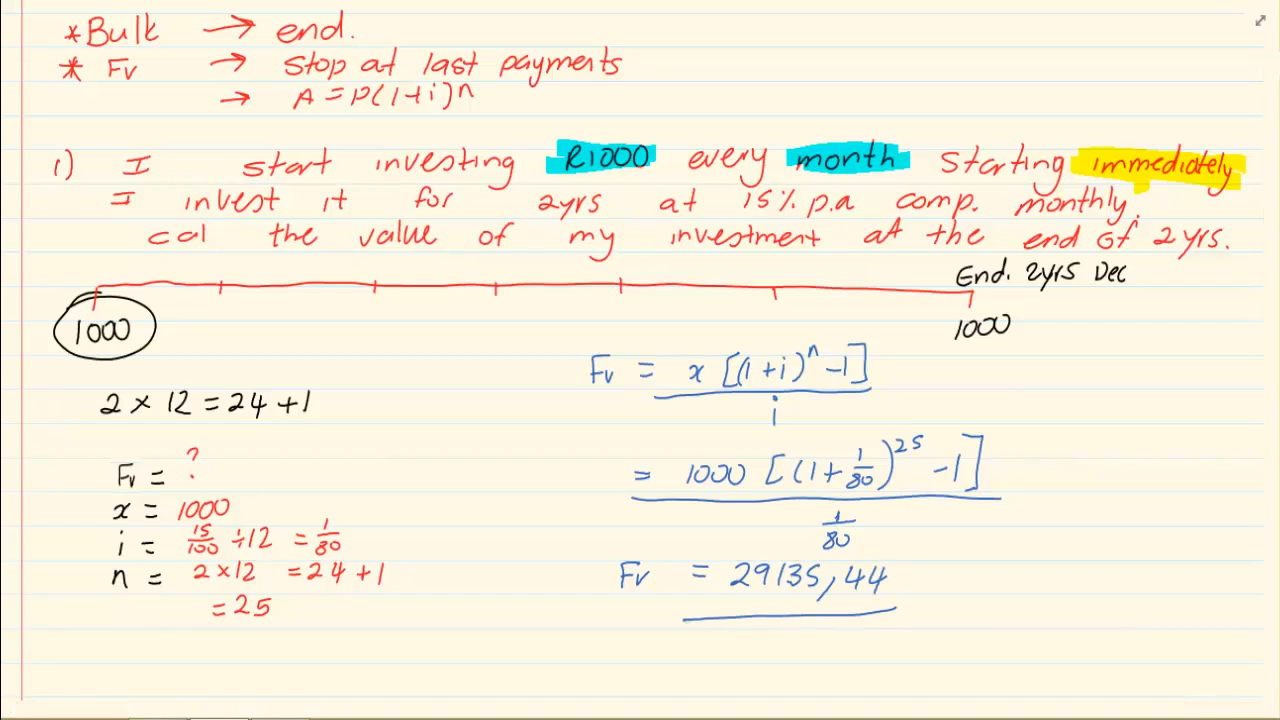 *Bulk → end.
* Fv → Stop at last payments
→ A = P(1+i)^n
1) I start investing R1000 every month Starting immediately
I invest it for 2yrs at 15% p.a comp. monthly.
cal the value of my investment at the end of 2 yrs.
End. 2yrs Dec
1000 1000
Fv = x[(1+i)^n -1] / i
2 × 12 = 24 +1
Fv = ?
x = 1000
i = 15/100 ÷12 = 1/80
n = 2×12 = 24 +1
= 25
= 1000 [(1+1/80)^25 -1] / 1/80
Fv = 29135,44